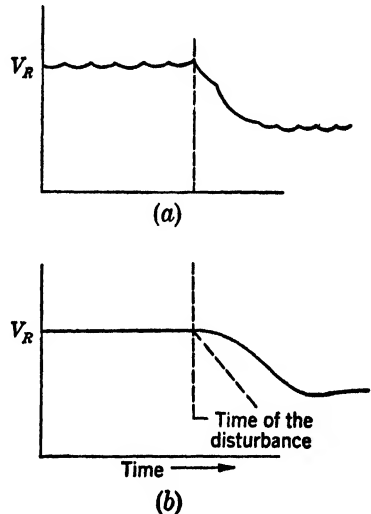 V_R
(a)
V_R
Time of the
disturbance
Time
(b)